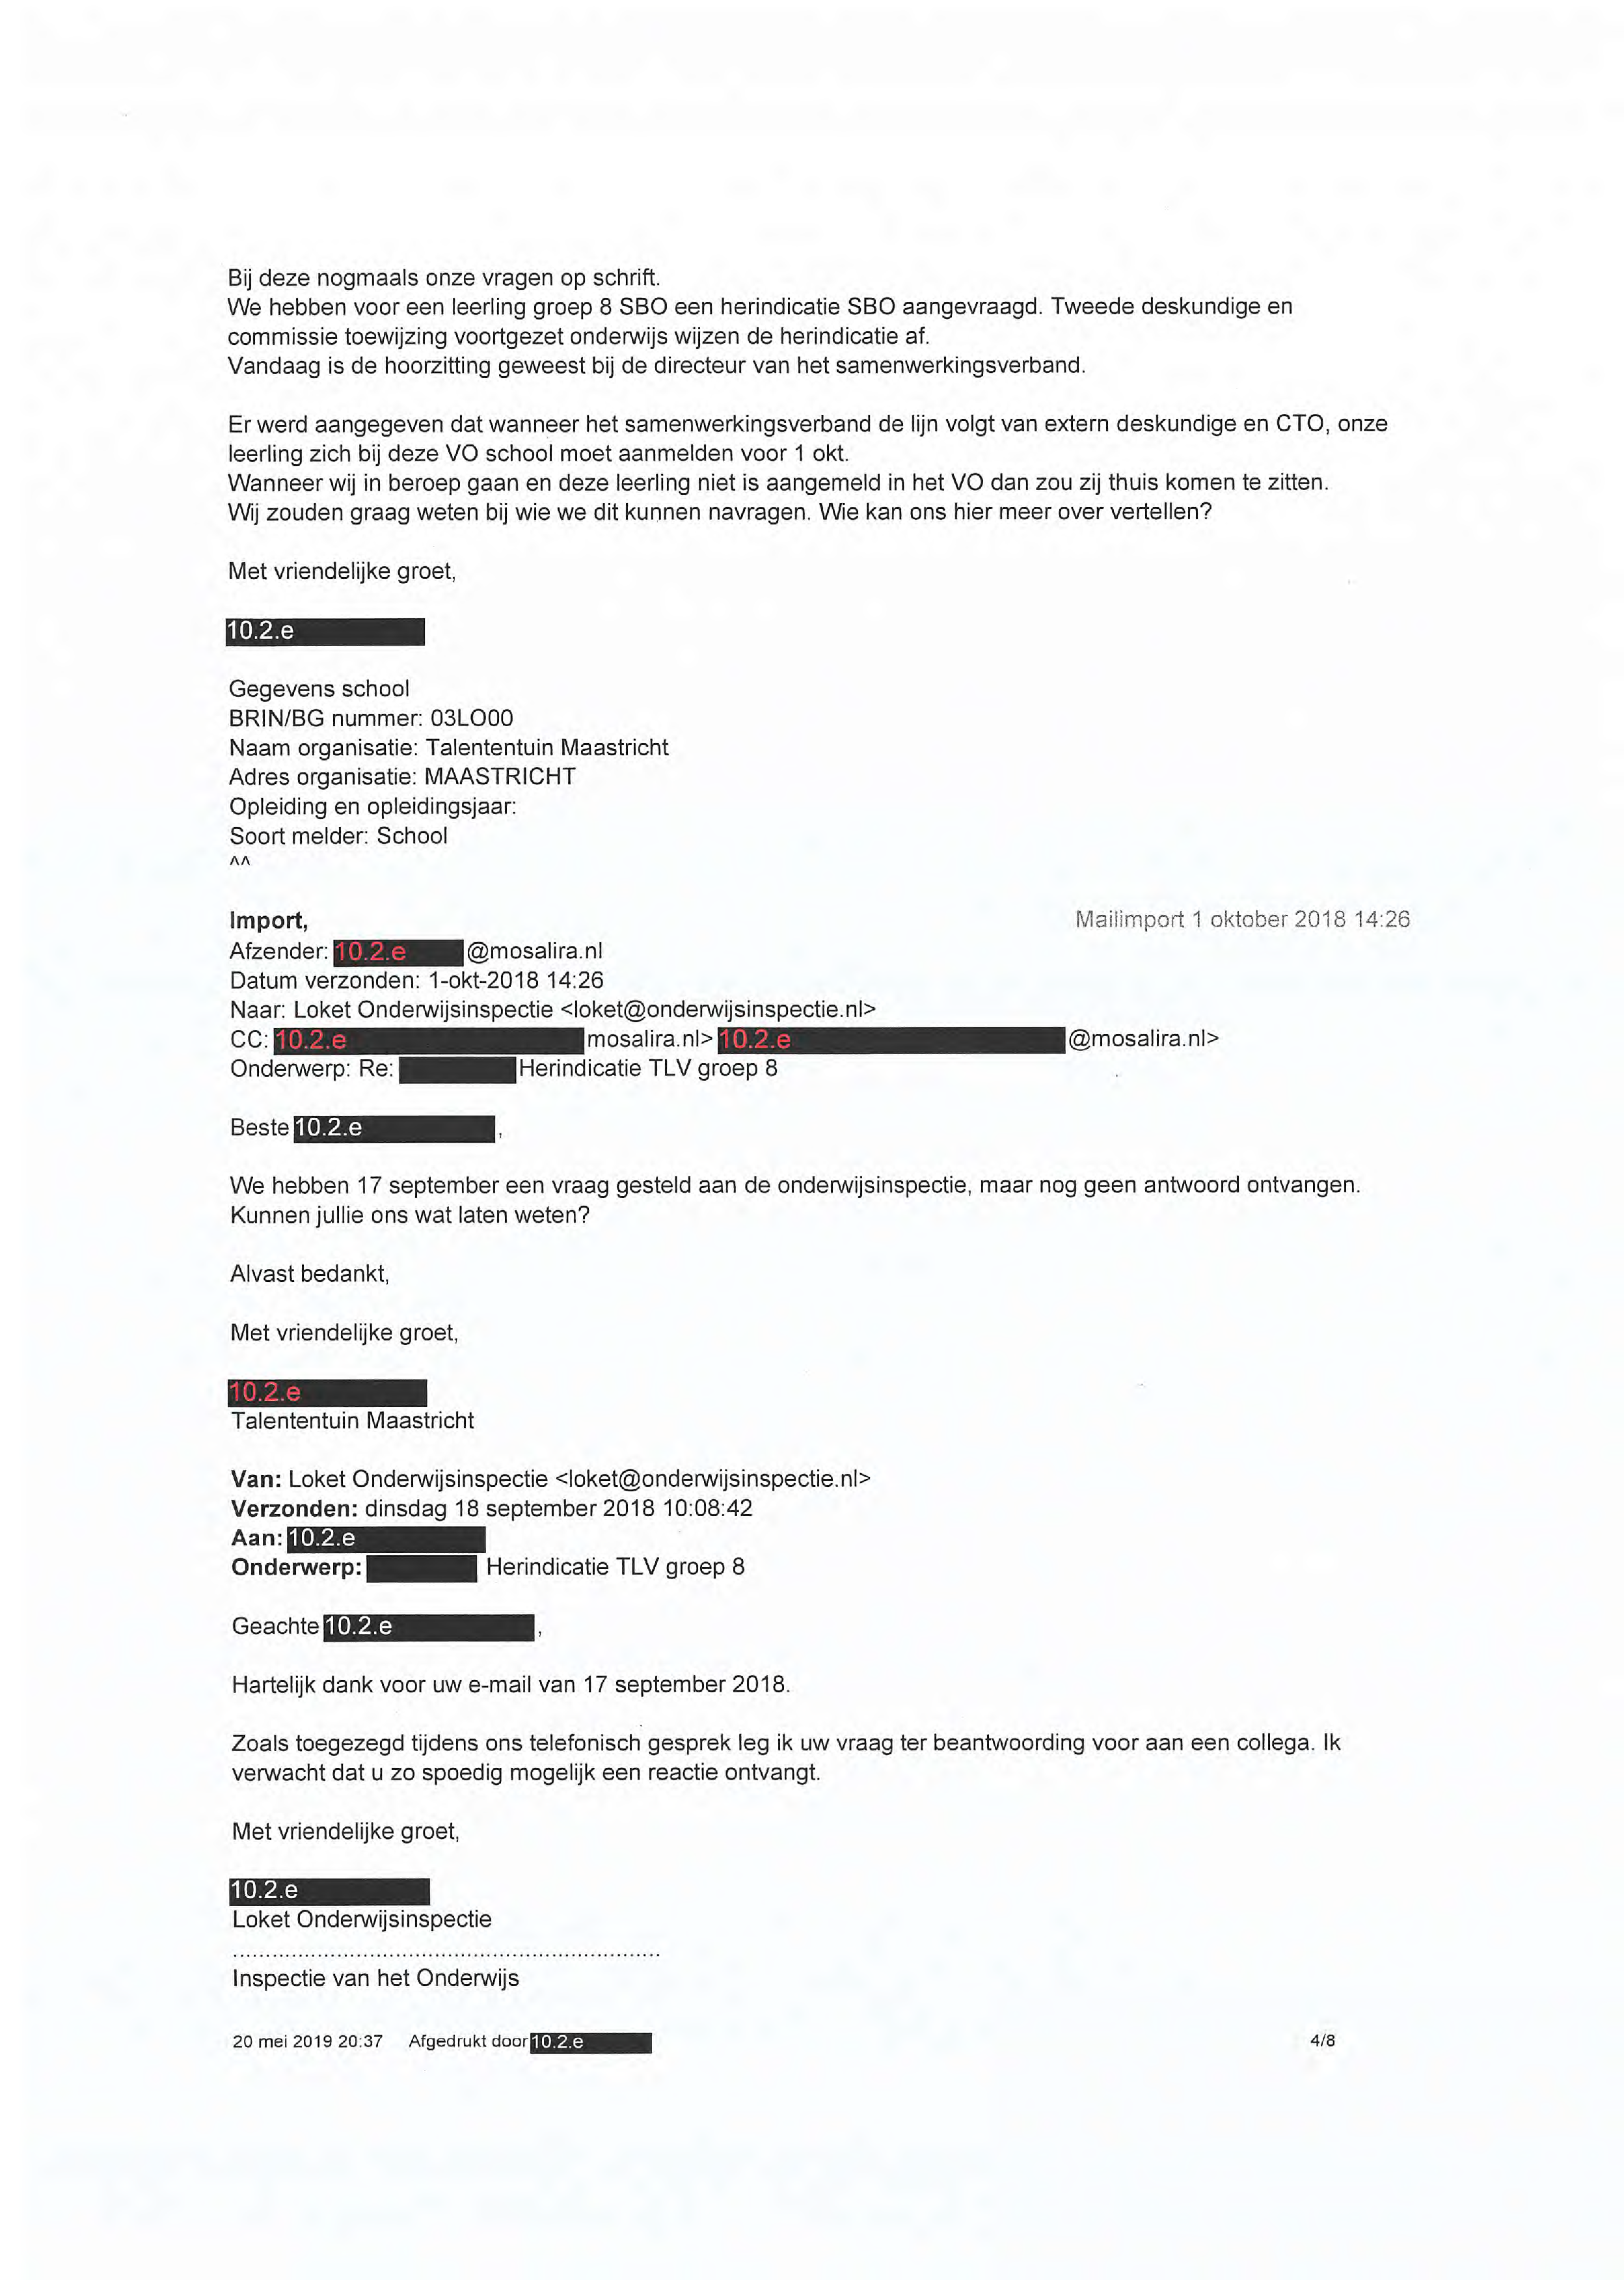 Bij deze nogmaals onze vragen op schrift.
We hebben voor een leerling groep 8 SBO een herindicatie SBO aangevraagd. Tweede deskundige en
commissie toewijzing voortgezet onderwijs wijzen de herindicatie af.
Vandaag is de hoorzitting geweest bij de directeur van het samenwerkingsverband.
Er werd aangegeven dat wanneer het samenwerkingsverband de lijn volgt van extern deskundige en CTO, onze
leerling zich bij deze VO school moet aanmelden voor 1 okt.
Wanneer wij in beroep gaan en deze leerling niet is aangemeld in het VO dan zou zij thuis komen te zitten.
Wij zouden graag weten bij wie we dit kunnen navragen. Wie kan ons hier meer over vertellen?
Met vriendelijke groet,
10.2.e
Gegevens school
BRIN/BG nummer: 03LO00
Naam organisatie: Talententuin Maastricht
Adres organisatie: MAASTRICHT
Opleiding en opleidingsjaar:
Soort melder: School
^^
Import, Mailimport 1 oktober 2018 14:26
Afzender: 10.2.e @mosalira.nl
Datum verzonden: 1-okt-2018 14:26
Naar: Loket Onderwijsinspectie <loket@onderwijsinspectie.nl>
CC: 10.2.e mosalira.nl> 10.2.e @mosalira.nl>
Onderwerp: Re: Herindicatie TLV groep 8
Beste 10.2.e ,
We hebben 17 september een vraag gesteld aan de onderwijsinspectie, maar nog geen antwoord ontvangen.
Kunnen jullie ons wat laten weten?
Alvast bedankt,
Met vriendelijke groet,
10.2.e
Talententuin Maastricht
Van: Loket Onderwijsinspectie <loket@onderwijsinspectie.nl>
Verzonden: dinsdag 18 september 2018 10:08:42
Aan: 10.2.e
Onderwerp: Herindicatie TLV groep 8
Geachte 10.2.e ,
Hartelijk dank voor uw e-mail van 17 september 2018.
Zoals toegezegd tijdens ons telefonisch gesprek leg ik uw vraag ter beantwoording voor aan een collega. Ik
verwacht dat u zo spoedig mogelijk een reactie ontvangt.
Met vriendelijke groet,
10.2.e
Loket Onderwijsinspectie
................................................................
Inspectie van het Onderwijs
20 mei 2019 20:37 Afgedrukt door 10.2.e 4/8